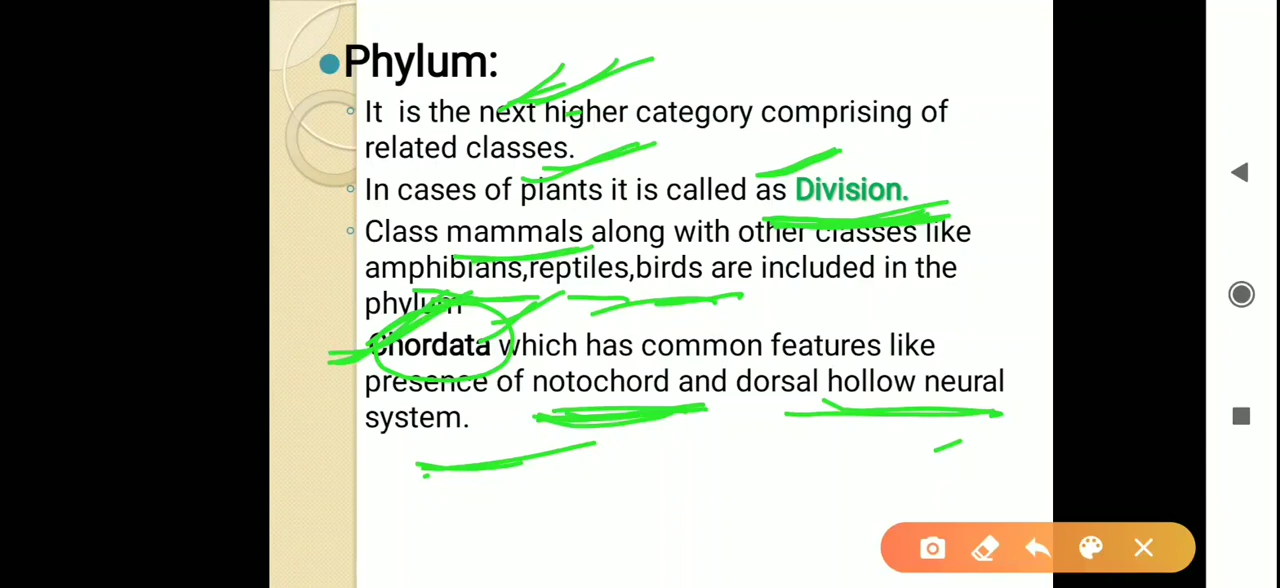 Phylum:
It is the next higher category comprising of
related classes.
In cases of plants it is called as Division.
Class mammals along with other classes like
amphibians,reptiles,birds are included in the
phylum
Chordata which has common features like
presence of notochord and dorsal hollow neural
system.